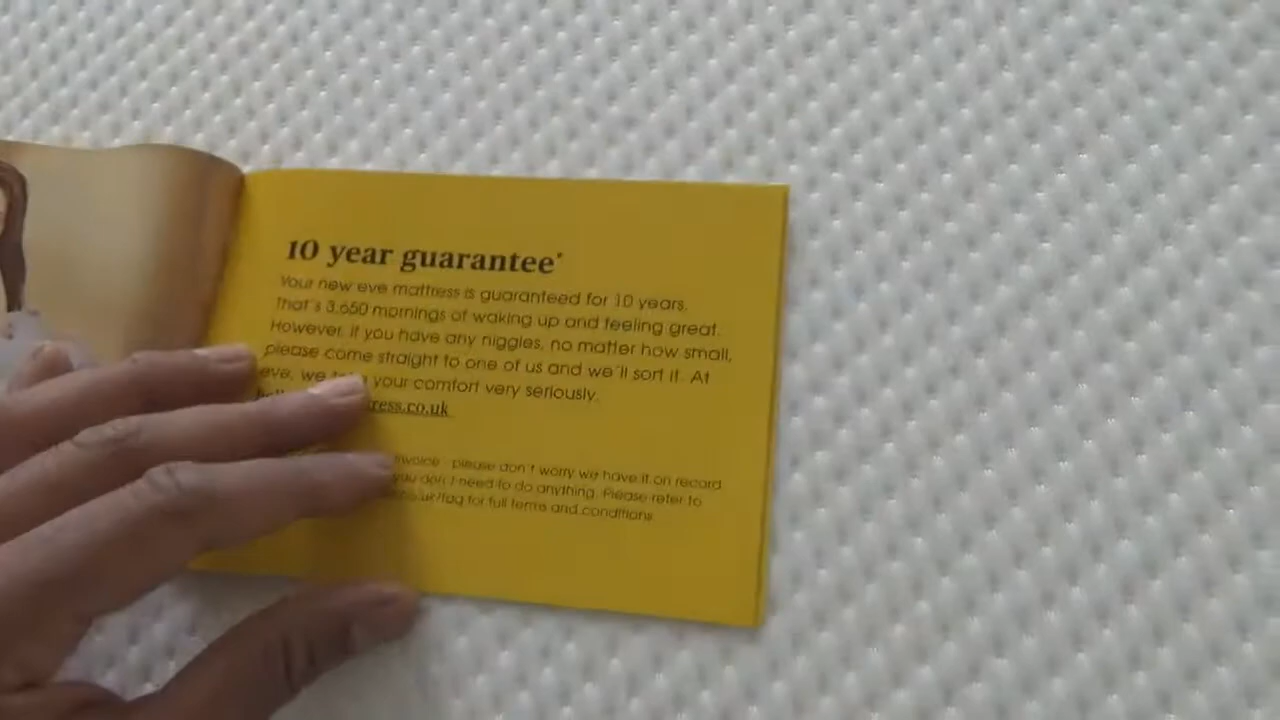 10 year guarantee*
Your new eve mattress is guaranteed for 10 years.
That's 3,650 mornings of waking up and feeling great.
However, if you have any niggles, no matter how small,
please come straight to one of us and we'll sort it. At
eve, we your comfort very seriously.
ress.co.uk
invoice - please don't worry we have it on record
you don't need to do anything. Please refer to
.co.uk/faq for full terms and conditions